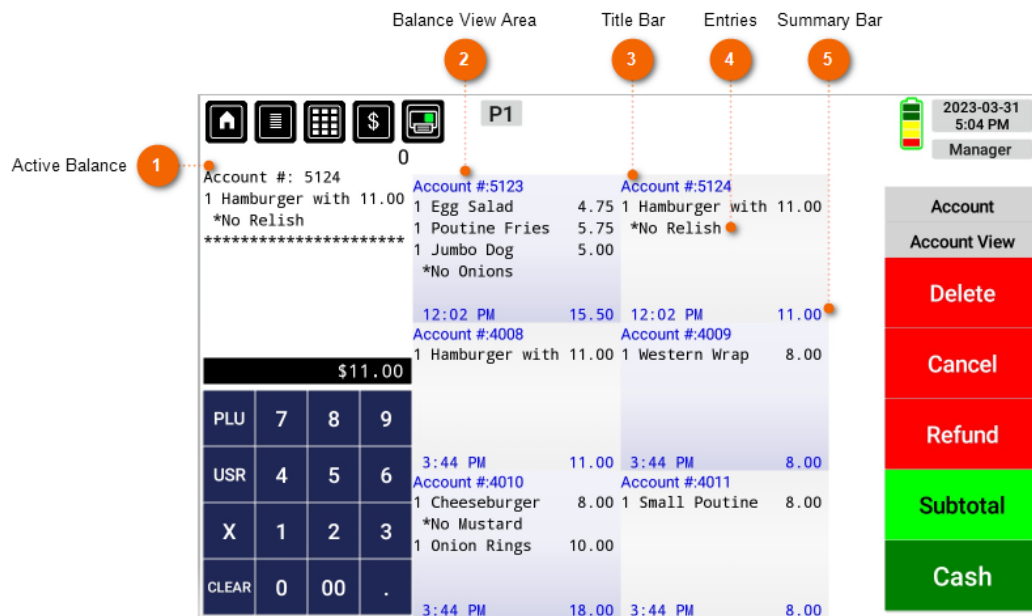 Balance View Area Title Bar Entries Summary Bar
2 3 4 5
$ P1
2023-03-31
5:04 PM
Manager
Active Balance 1
0
Account #: 5124
1 Hamburger with 11.00
*No Relish
***********************
$11.00
PLU 7 8 9
USR 4 5 6
X 1 2 3
CLEAR 0 00 .
Account #:5123
1 Egg Salad 4.75
1 Poutine Fries 5.75
1 Jumbo Dog 5.00
*No Onions
12:02 PM 15.50
Account #:5124
1 Hamburger with 11.00
*No Relish
12:02 PM 11.00
Account #:4008
1 Hamburger with 11.00
3:44 PM 11.00
Account #:4009
1 Western Wrap 8.00
3:44 PM 8.00
Account #:4010
1 Cheeseburger 8.00
*No Mustard
1 Onion Rings 10.00
3:44 PM 18.00
Account #:4011
1 Small Poutine 8.00
3:44 PM 8.00
Account
Account View
Delete
Cancel
Refund
Subtotal
Cash